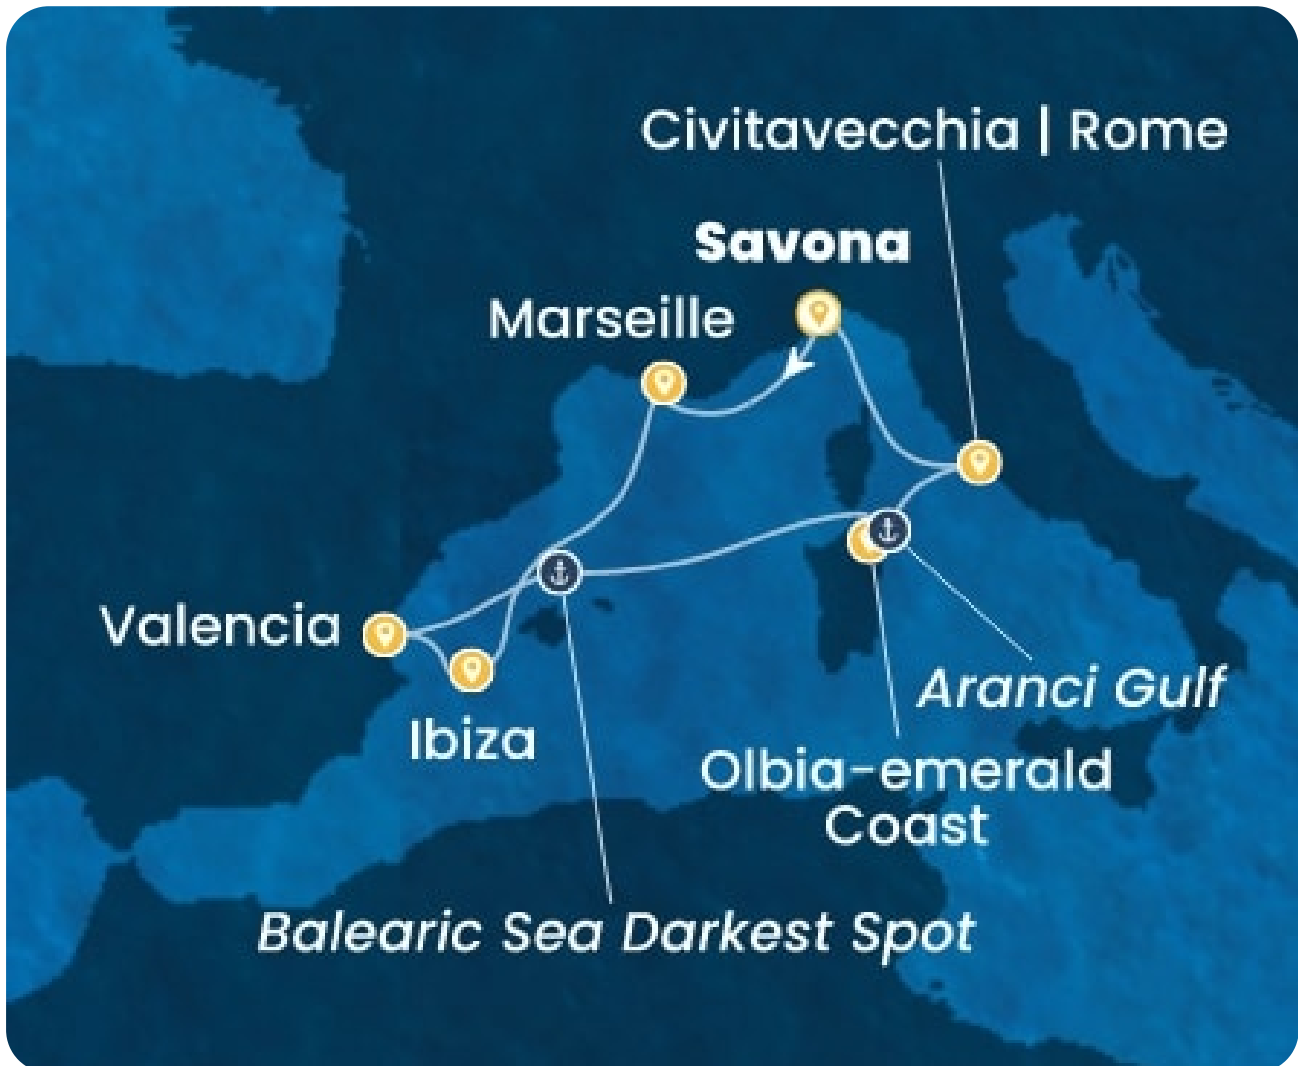 Civitavecchia | Rome
Savona
Marseille
Valencia
Ibiza
Aranci Gulf
Olbia-emerald
Coast
Balearic Sea Darkest Spot